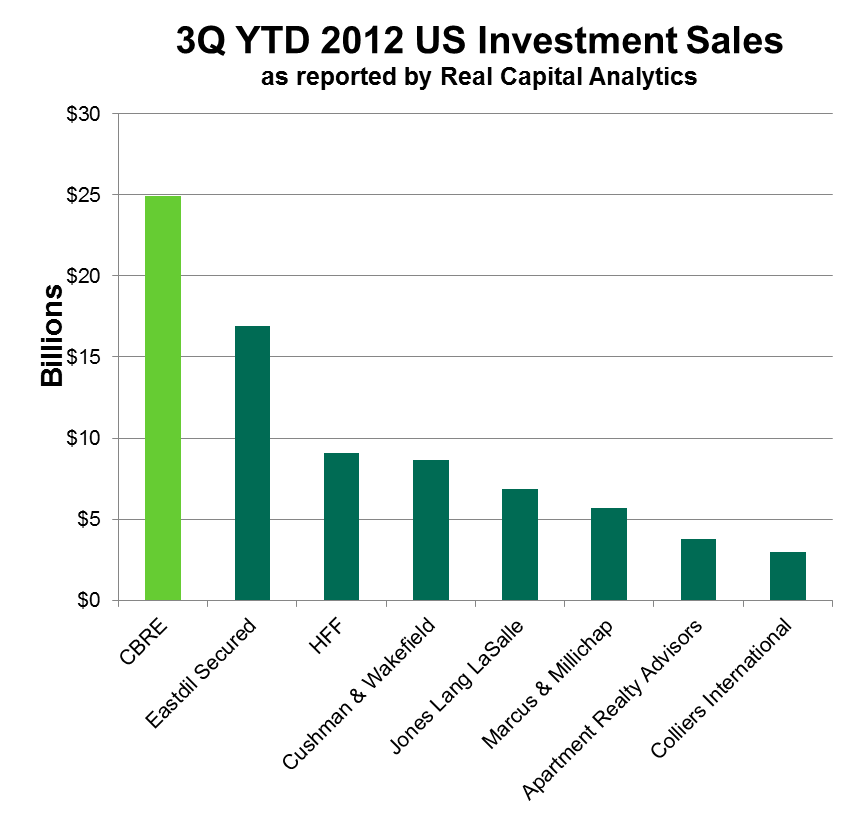 3Q YTD 2012 US Investment Sales
as reported by Real Capital Analytics
$30
$25
$20
$15
$10
$5
$0
Billions
CBRE
Eastdil Secured
HFF
Cushman & Wakefield
Jones Lang LaSalle
Marcus & Millichap
Apartment Realty Advisors
Colliers International